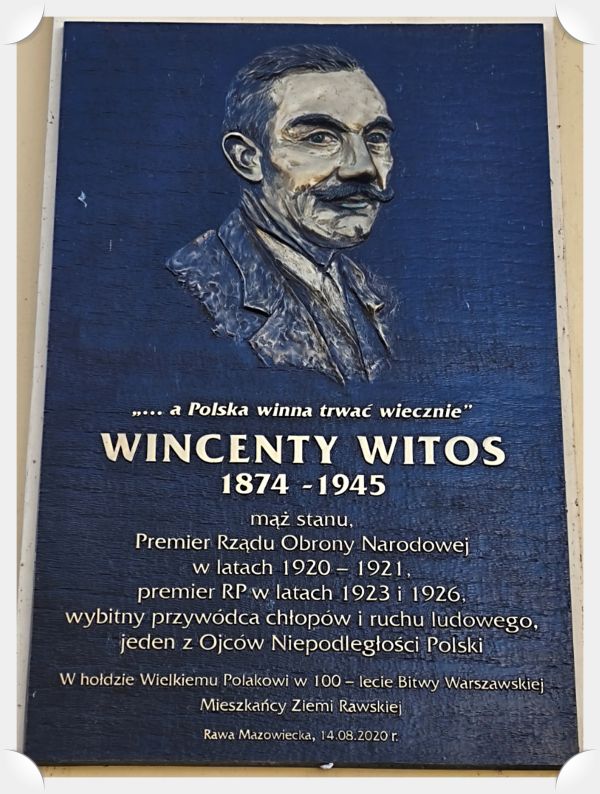 „... a Polska winna trwać wiecznie”
WINCENTY WITOS
1874 - 1945
mąż stanu,
Premier Rządu Obrony Narodowej
w latach 1920 – 1921,
premier RP w latach 1923 i 1926,
wybitny przywódca chłopów i ruchu ludowego,
jeden z Ojców Niepodległości Polski
W hołdzie Wielkiemu Polakowi w 100 – lecie Bitwy Warszawskiej
Mieszkańcy Ziemi Rawskiej
Rawa Mazowiecka, 14.08.2020 r.